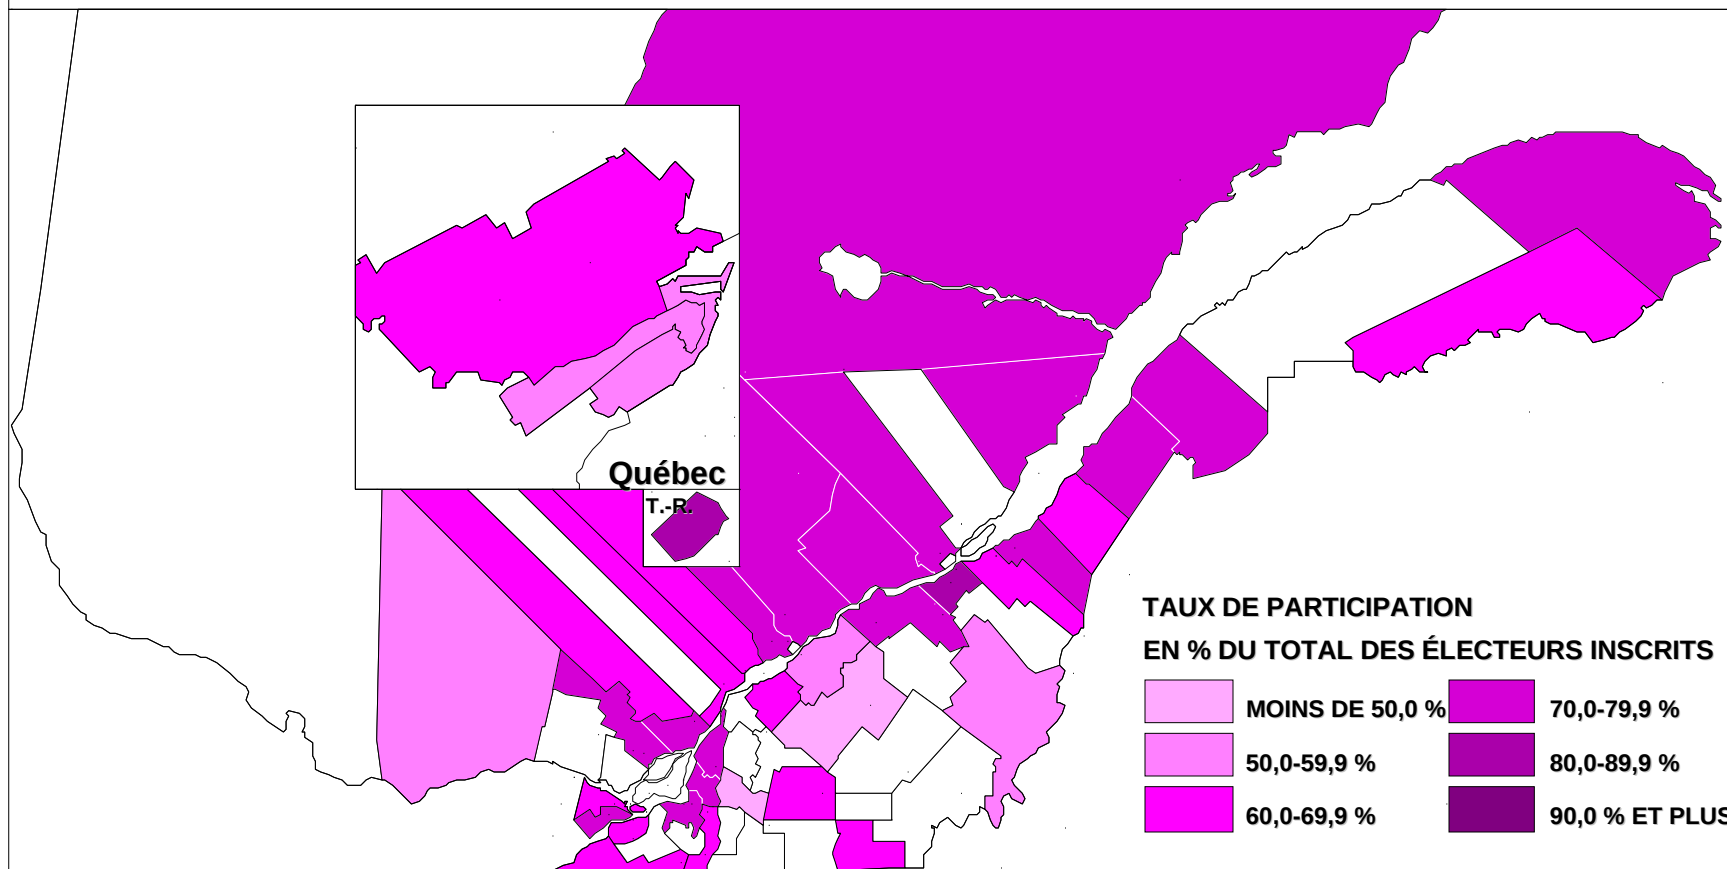 Québec
T.-R.
TAUX DE PARTICIPATION
EN % DU TOTAL DES ÉLECTEURS INSCRITS
MOINS DE 50,0 %
70,0-79,9 %
50,0-59,9 %
80,0-89,9 %
60,0-69,9 %
90,0 % ET PLUS